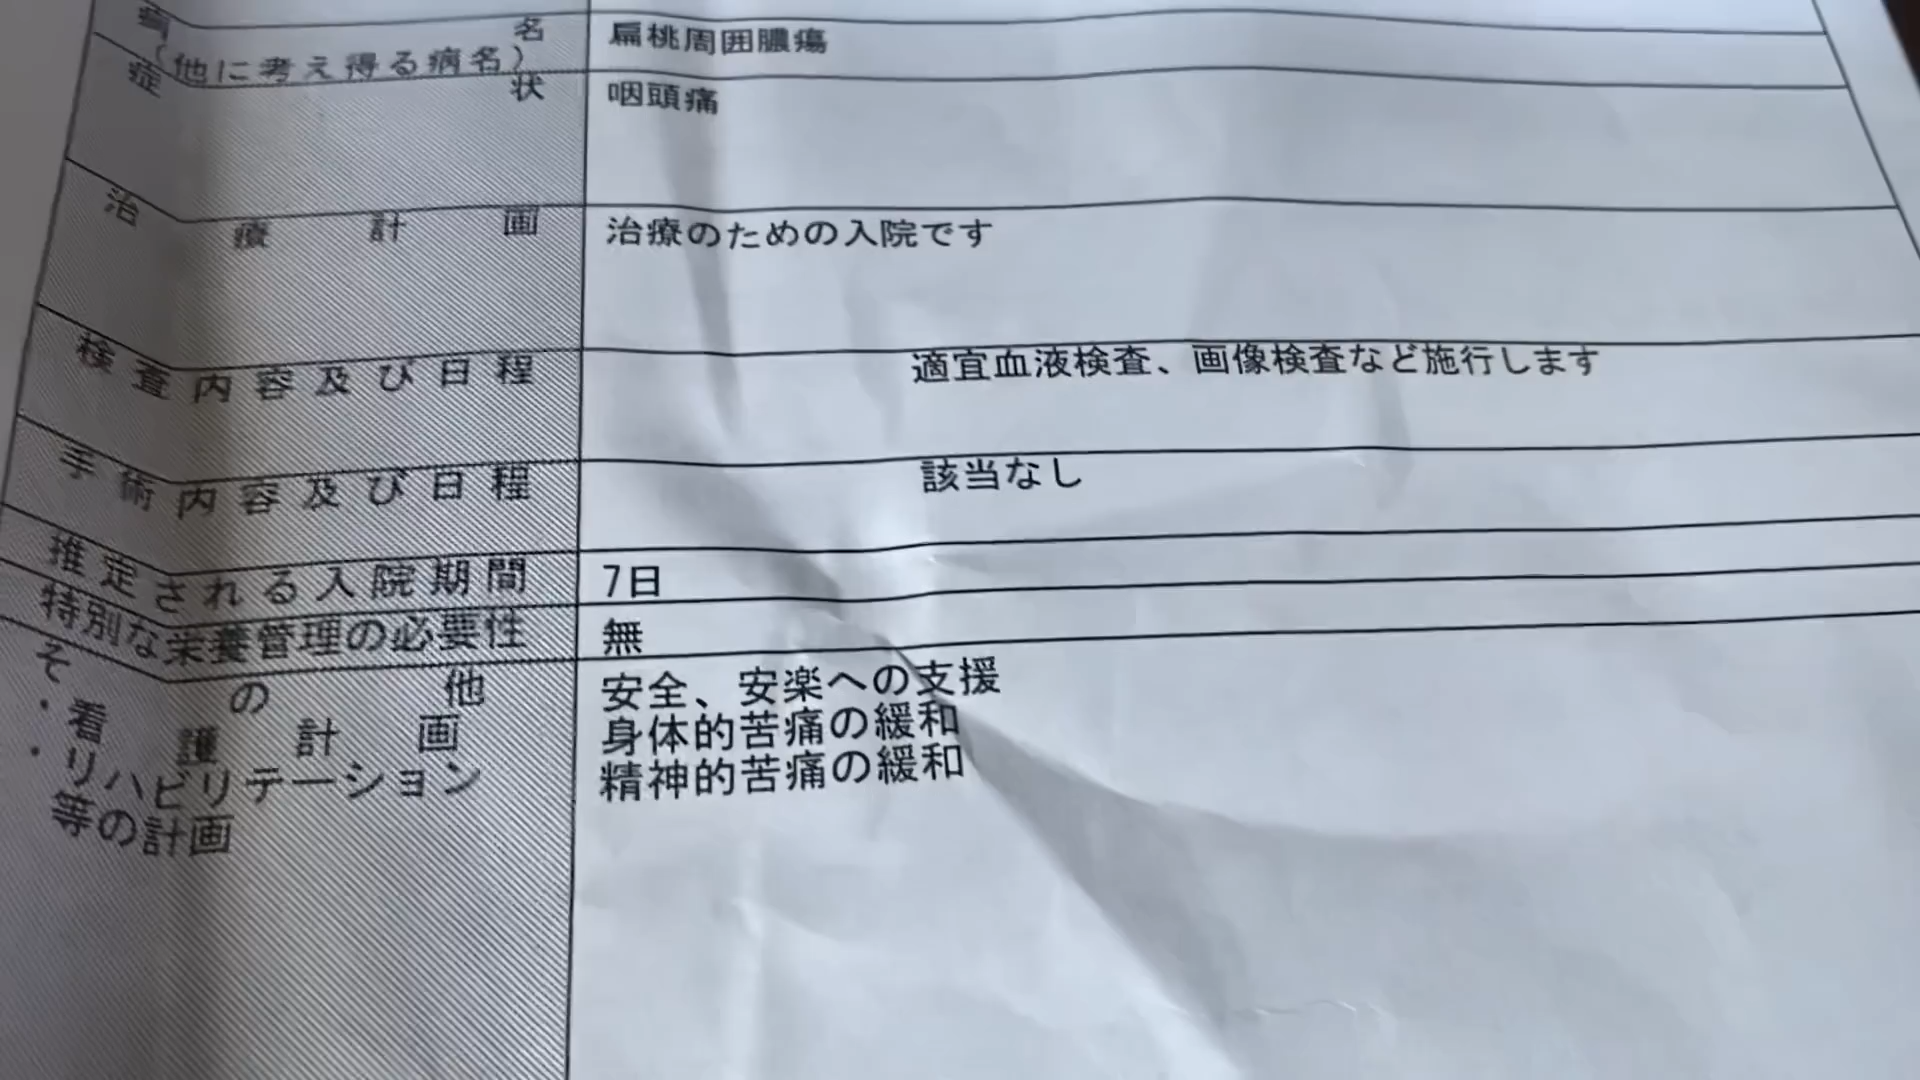 病名
(他に考え得る病名)
扁桃周囲膿瘍
症状
咽頭痛
治療計画
治療のための入院です
検査内容及び日程
適宜血液検査、画像検査など施行します
手術内容及び日程
該当なし
推定される入院期間
7日
特別な栄養管理の必要性
無
その他
・看護計画
・リハビリテーション
等の計画
安全、安楽への支援
身体的苦痛の緩和
精神的苦痛の緩和